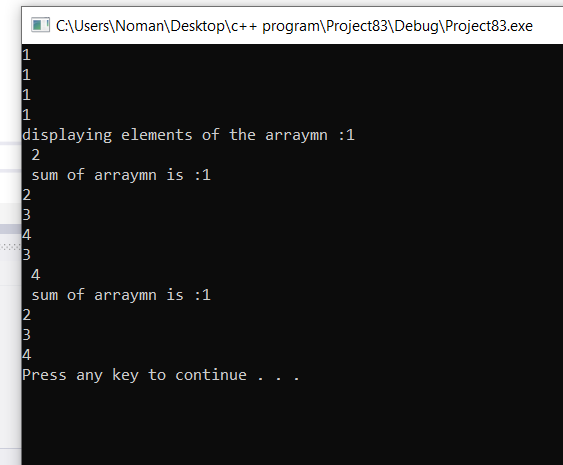 C:\Users\Noman\Desktop\c++ program\Project83\Debug\Project83.exe
1
1
1
1
displaying elements of the arraymn :1
2
sum of arraymn is :1
2
3
4
3
4
sum of arraymn is :1
2
3
4
Press any key to continue . . .